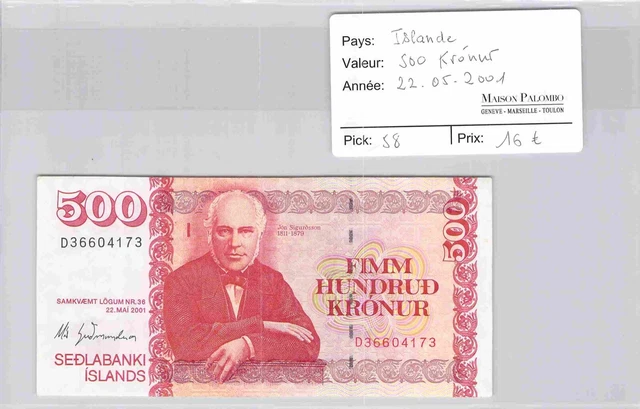 Pays: Islande
Valeur: 500 Krónur
Année: 22.05.2001
MAISON PALOMBO
GENEVE - MARSEILLE - TOULON
Pick: 58
Prix: 16 €
500
D36604173
Jón Sigurðsson
1811-1879
500
FIMM
HUNDRUÐ
KRÓNUR
D36604173
SAMKVÆMT LÖGUM NR.36
22.MAÍ 2001
SEÐLABANKI
ÍSLANDS